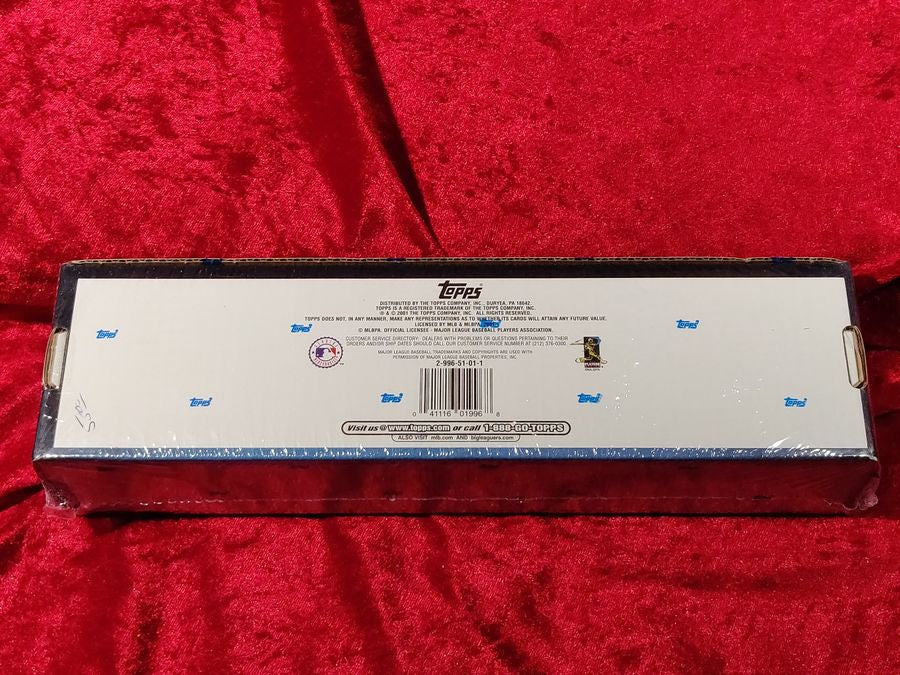 Topps®
DISTRIBUTED BY THE TOPPS COMPANY, INC., DURYEA, PA 18642.
TOPPS IS A REGISTERED TRADEMARK OF THE TOPPS COMPANY, INC.
® & © 2001 THE TOPPS COMPANY, INC. ALL RIGHTS RESERVED.
TOPPS DOES NOT, IN ANY MANNER, MAKE ANY REPRESENTATIONS AS TO WHETHER ITS CARDS WILL ATTAIN ANY FUTURE VALUE.
LICENSED BY MLB & MLBPA
© MLBPA. OFFICIAL LICENSEE - MAJOR LEAGUE BASEBALL PLAYERS ASSOCIATION.
CUSTOMER SERVICE DIRECTORY: DEALERS WITH PROBLEMS OR QUESTIONS PERTAINING TO THEIR
ORDERS AND/OR SHIP DATES SHOULD CALL OUR CUSTOMER SERVICE NUMBER AT (212) 376-0300.
MAJOR LEAGUE BASEBALL TRADEMARKS AND COPYRIGHTS ARE USED WITH
PERMISSION OF MAJOR LEAGUE BASEBALL PROPERTIES, INC.
2-996-51-01-1
0 41116 01996 8
Visit us @ www.topps.com or call 1-888-GO-TOPPS
ALSO VISIT mlb.com AND bigleaguers.com
Topps
Topps
Topps
Topps
Topps
Topps
Topps